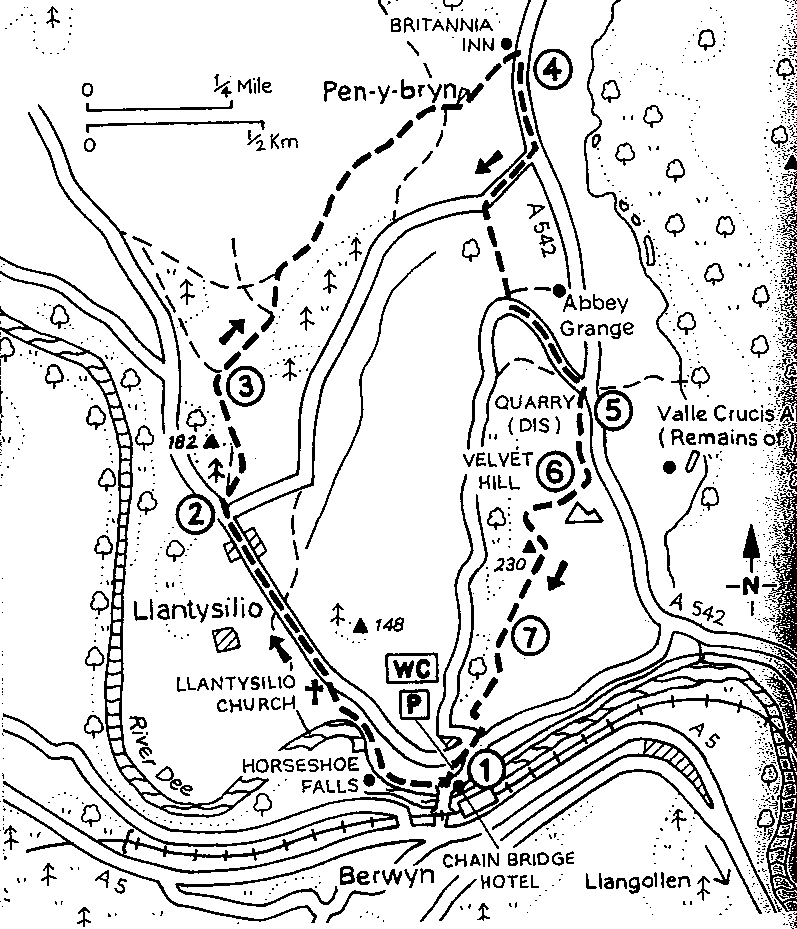 BRITANNIA
INN
4
0
¼ Mile
Pen-y-bryn
0
½ Km
A 542
Abbey
Grange
3
QUARRY
(DIS)
5
Valle Crucis A
(Remains of)
182
VELVET
HILL
6
2
230
N
Llantysilio
148
7
A 542
WC
P
LLANTYSILIO
CHURCH
River Dee
A 5
HORSESHOE
FALLS
1
CHAIN BRIDGE
HOTEL
Berwyn
Llangollen
A 5